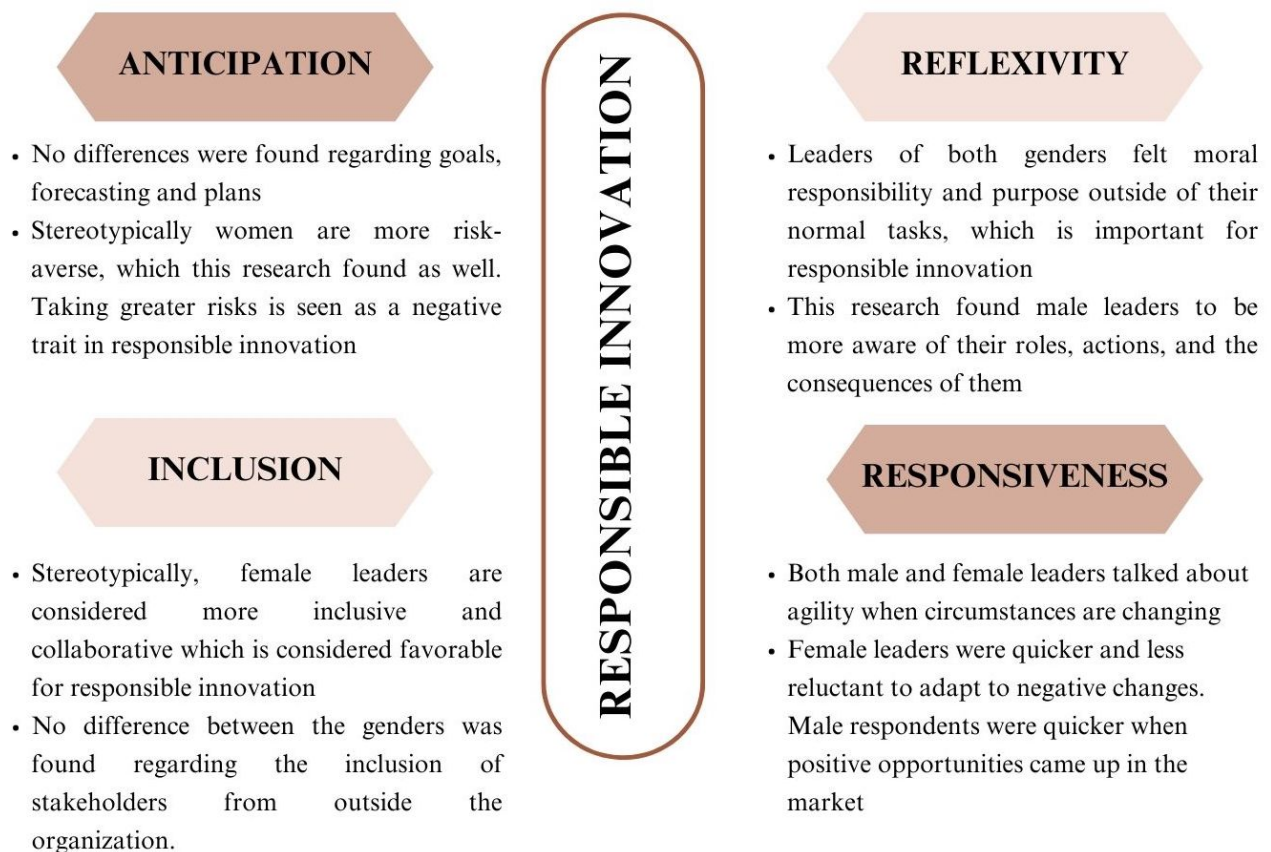 ANTICIPATION
• No differences were found regarding goals,
forecasting and plans
• Stereotypically women are more risk-
averse, which this research found as well.
Taking greater risks is seen as a negative
trait in responsible innovation
INCLUSION
• Stereotypically, female leaders are
considered more inclusive and
collaborative which is considered favorable
for responsible innovation
• No difference between the genders was
found regarding the inclusion of
stakeholders from outside the
organization.
RESPONSIBLE INNOVATION
REFLEXIVITY
• Leaders of both genders felt moral
responsibility and purpose outside of their
normal tasks, which is important for
responsible innovation
• This research found male leaders to be
more aware of their roles, actions, and the
consequences of them
RESPONSIVENESS
• Both male and female leaders talked about
agility when circumstances are changing
• Female leaders were quicker and less
reluctant to adapt to negative changes.
Male respondents were quicker when
positive opportunities came up in the
market